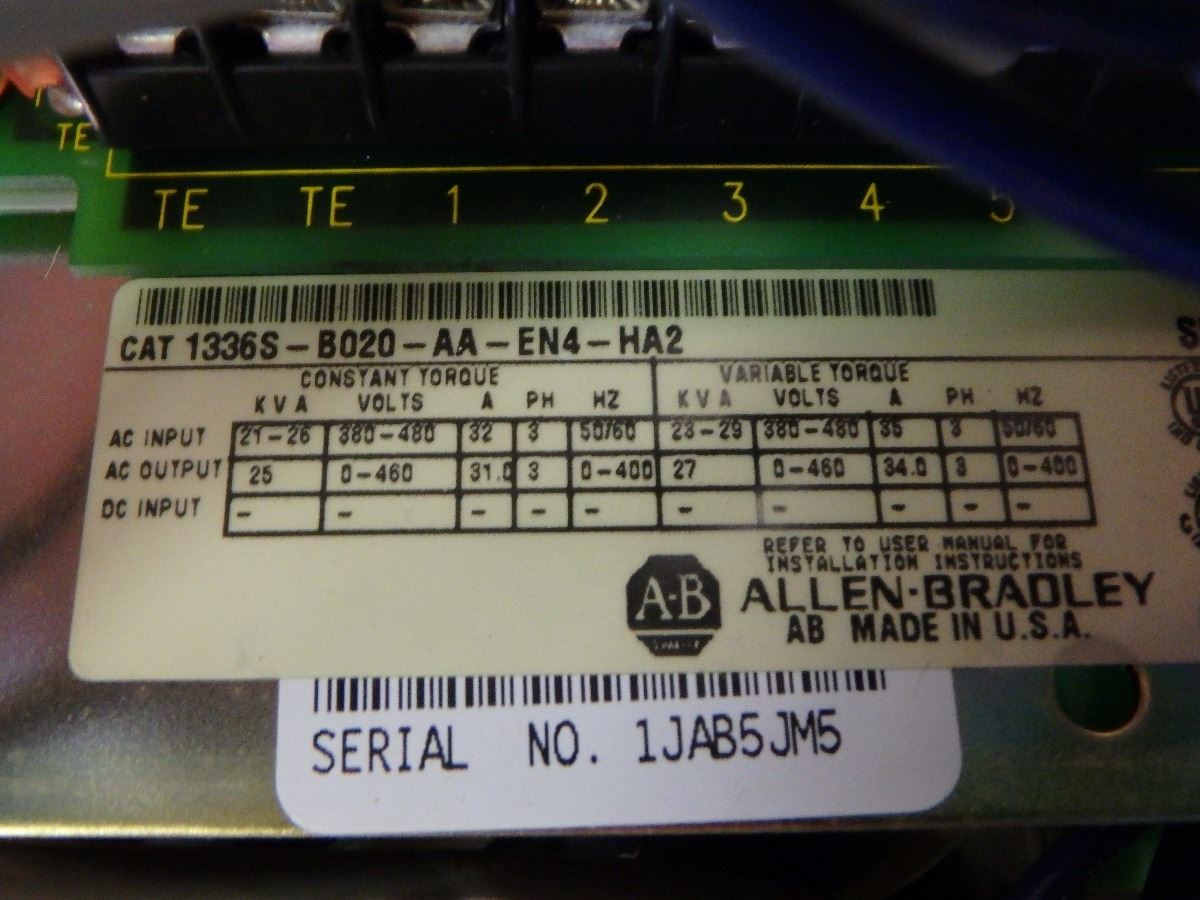 TE
TE TE 1 2 3 4 5
CAT 1336S-B020-AA-EN4-HA2
CONSTANT TORQUE VARIABLE TORQUE
KVA VOLTS A PH HZ KVA VOLTS A PH HZ
AC INPUT 21-26 380-480 32 3 50/60 23-29 380-480 35 3 50/60
AC OUTPUT 25 0-460 31.0 3 0-400 27 0-460 34.0 3 0-400
DC INPUT - - - - - - - - - -
REFER TO USER MANUAL FOR
INSTALLATION INSTRUCTIONS
A-B
ALLEN-BRADLEY
AB MADE IN U.S.A.
SERIAL NO. 1JAB5JM5